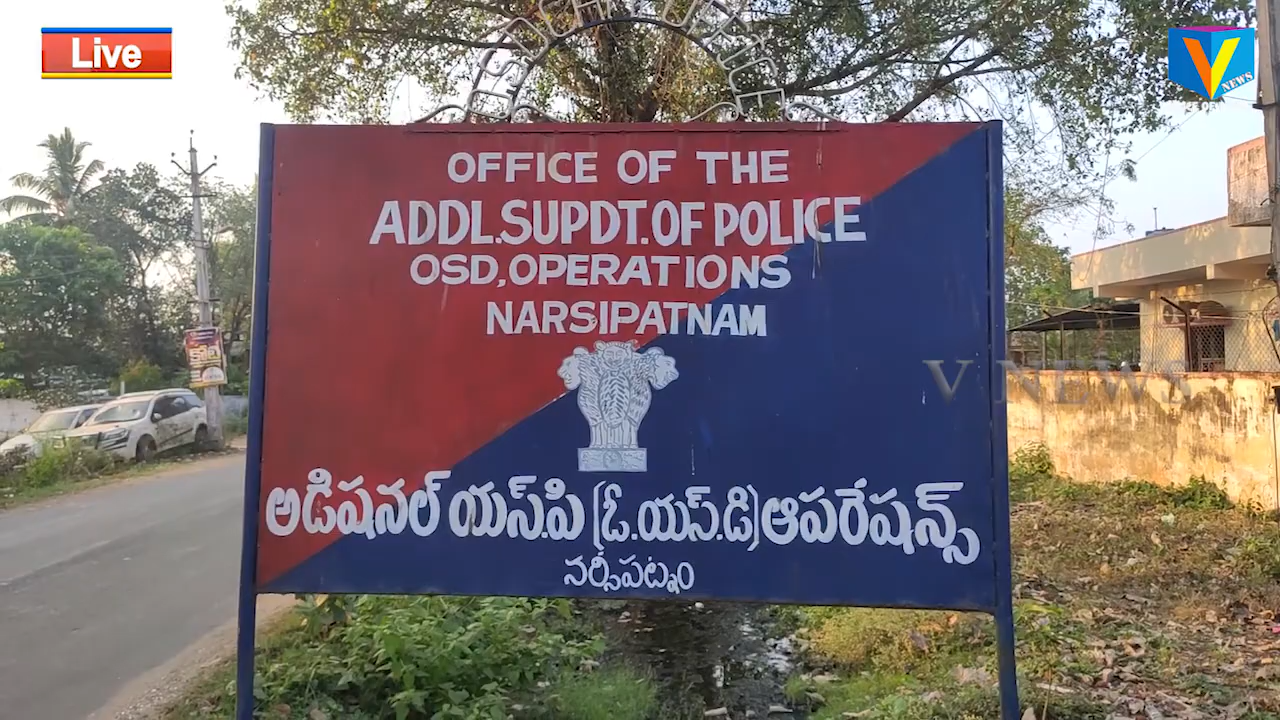 Live
V
NEWS
OFFICE OF THE
ADDL.SUPDT.OF POLICE
OSD,OPERATIONS
NARSIPATNAM
V NEWS
అడిషనల్ యస్.పి (ఓ.యస్.డి) ఆపరేషన్స్
నర్సీపట్నం